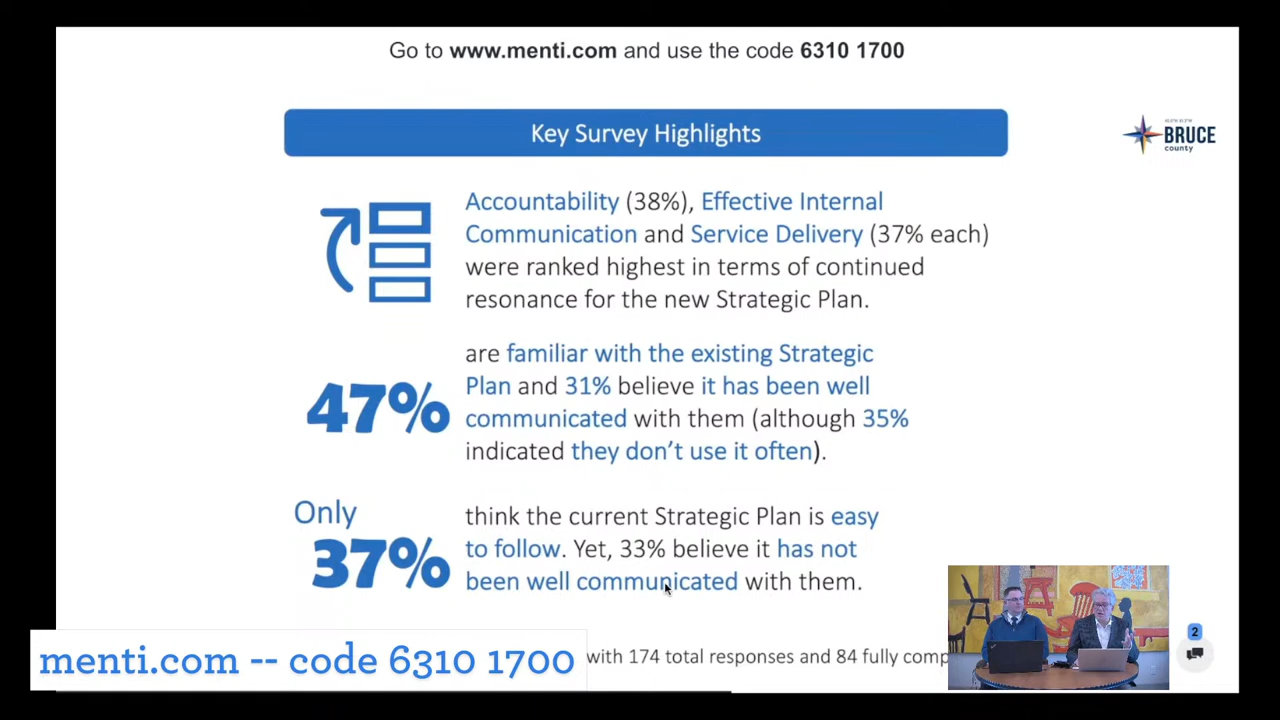 Go to www.menti.com and use the code 6310 1700
Key Survey Highlights
BRUCE
county
Accountability (38%), Effective Internal
Communication and Service Delivery (37% each)
were ranked highest in terms of continued
resonance for the new Strategic Plan.
47%
are familiar with the existing Strategic
Plan and 31% believe it has been well
communicated with them (although 35%
indicated they don't use it often).
Only
37%
think the current Strategic Plan is easy
to follow. Yet, 33% believe it has not
been well communicated with them.
2
menti.com -- code 6310 1700
with 174 total responses and 84 fully